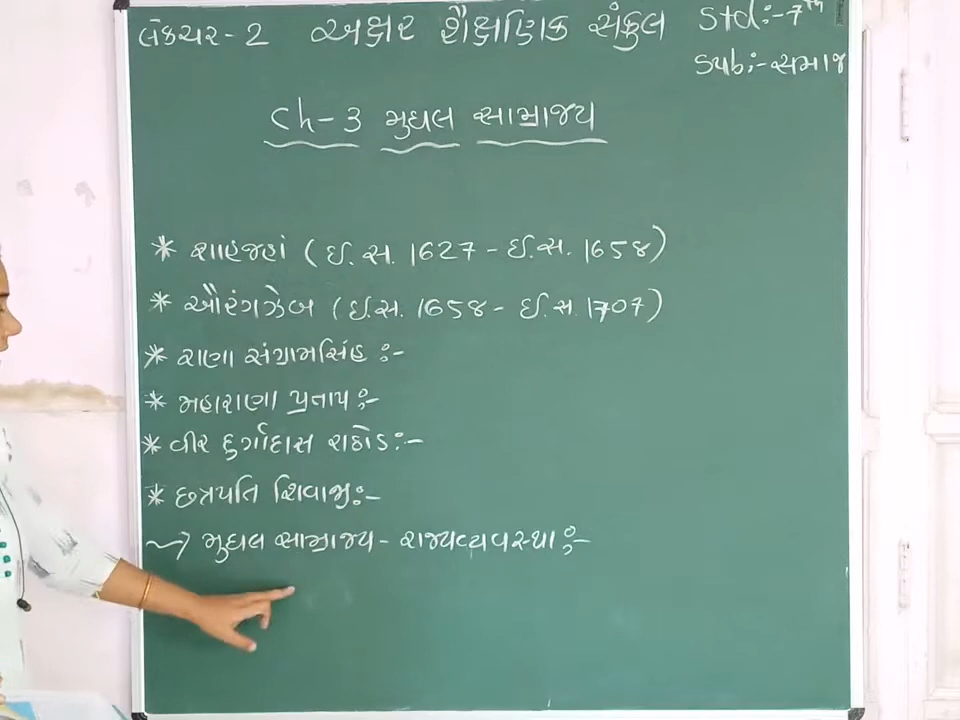 લેકચર - 2 અક્ષર શૈક્ષણિક સંકુલ Std:- 7th
Sub:- સમાજ
Ch - 3 મુઘલ સામ્રાજ્ય
* શાહજહાં (ઈ.સ. 1627 - ઈ.સ. 1658)
* ઔરંગઝેબ (ઈ.સ. 1658 - ઈ.સ. 1707)
* રાણા સંગ્રામસિંહ :-
* મહારાણા પ્રતાપ :-
* વીર દુર્ગાદાસ રાઠોડ :-
* છત્રપતિ શિવાજી :-
→ મુઘલ સામ્રાજ્ય - રાજ્યવ્યવસ્થા :-